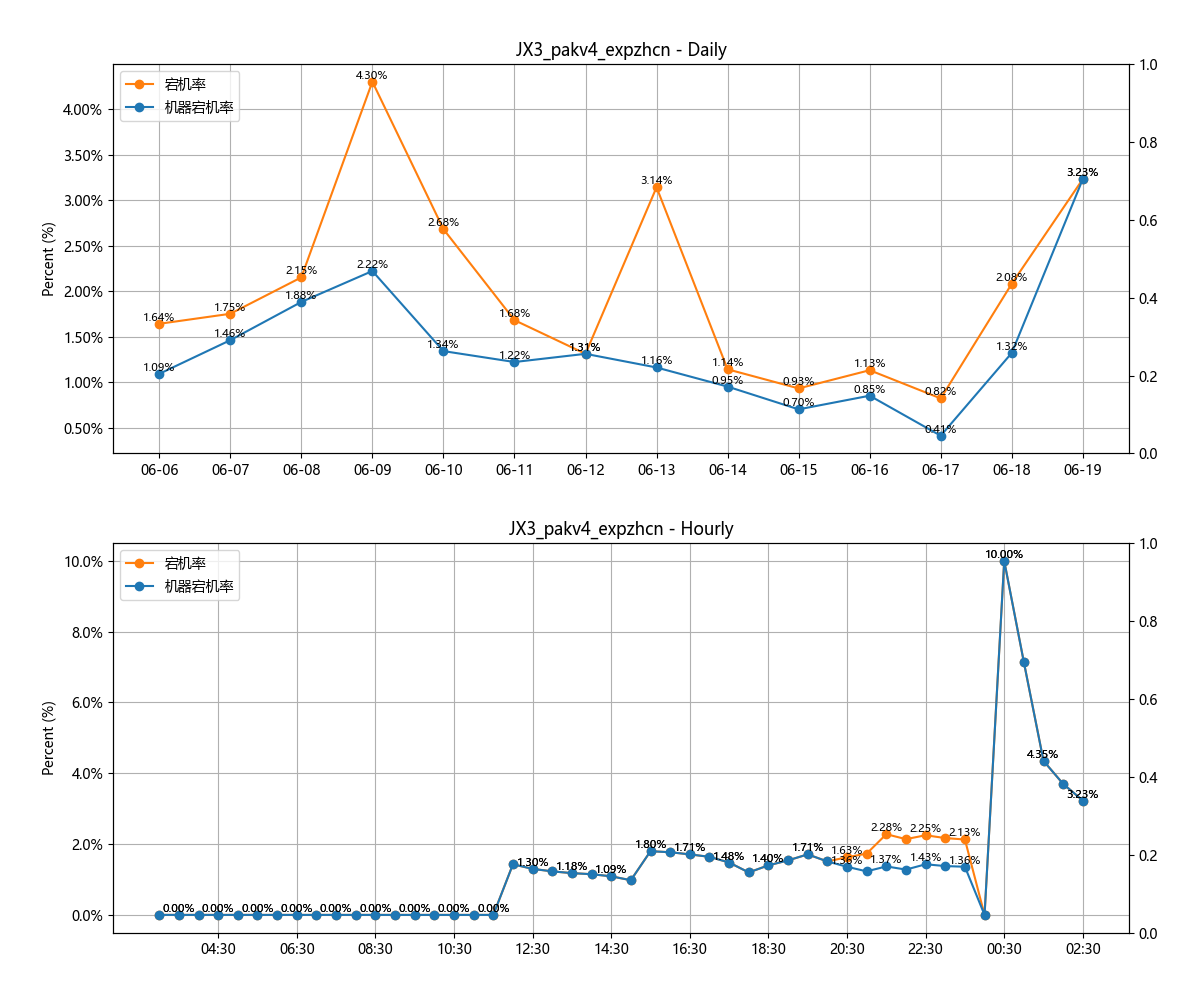 JX3_pakv4_expzhcn - Daily
宕机率
机器宕机率
Percent (%)
4.00%
3.50%
3.00%
2.50%
2.00%
1.50%
1.00%
0.50%
1.0
0.8
0.6
0.4
0.2
0.0
1.64% 1.75% 2.15% 4.30% 2.68% 1.68% 1.31% 3.14% 1.14% 0.93% 1.13% 0.82% 2.08% 3.23%
1.09% 1.46% 1.88% 2.22% 1.34% 1.22% 1.31% 1.16% 0.95% 0.70% 0.85% 0.41% 1.32% 3.23%
06-06 06-07 06-08 06-09 06-10 06-11 06-12 06-13 06-14 06-15 06-16 06-17 06-18 06-19
JX3_pakv4_expzhcn - Hourly
宕机率
机器宕机率
Percent (%)
10.0%
8.0%
6.0%
4.0%
2.0%
0.0%
1.0
0.8
0.6
0.4
0.2
0.0
0.00% 0.00% 0.00% 0.00% 0.00% 0.00% 0.00% 0.00% 0.00% 1.30% 1.18% 1.09% 1.80% 1.71% 1.48% 1.40% 1.71% 1.63% 2.28% 2.25% 2.13% 10.00% 4.35% 3.23%
1.36% 1.37% 1.43% 1.36%
04:30 06:30 08:30 10:30 12:30 14:30 16:30 18:30 20:30 22:30 00:30 02:30